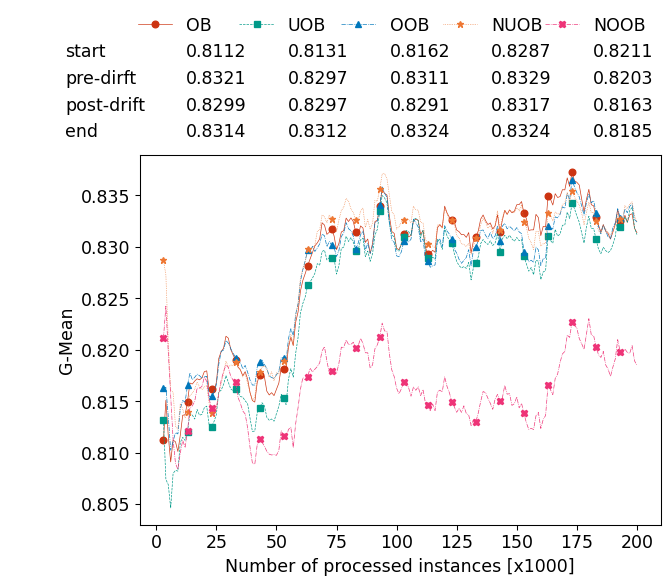 OB UOB OOB NUOB NOOB
start 0.8112 0.8131 0.8162 0.8287 0.8211
pre-dirft 0.8321 0.8297 0.8311 0.8329 0.8203
post-drift 0.8299 0.8297 0.8291 0.8317 0.8163
end 0.8314 0.8312 0.8324 0.8324 0.8185
0.835
0.830
0.825
0.820
0.815
0.810
0.805
G-Mean
0 25 50 75 100 125 150 175 200
Number of processed instances [x1000]